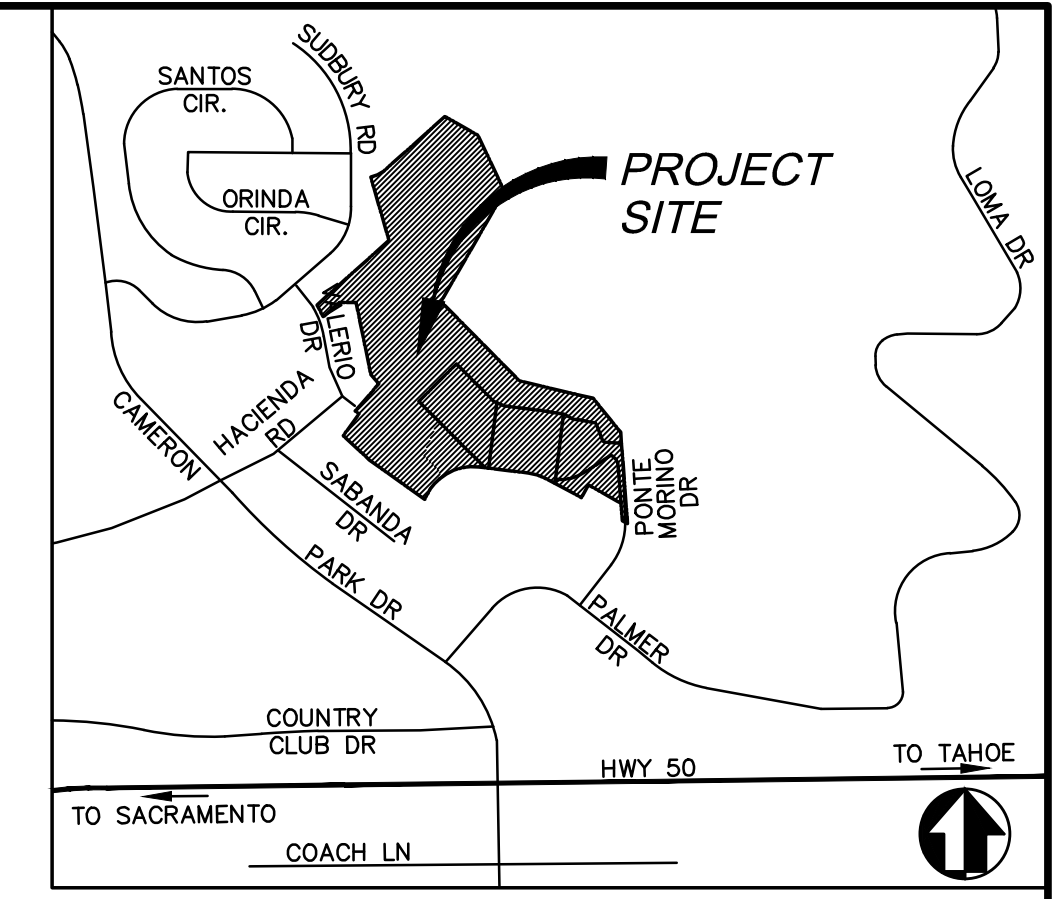 SUDBURY RD
SANTOS
CIR.
ORINDA
CIR.
PROJECT
SITE
LOMA DR
VALERIO
DR
HACIENDA
RD
CAMERON
PARK DR
SABANDA
DR
PONTE
MORINO
DR
PALMER
DR
COUNTRY
CLUB DR
HWY 50
TO TAHOE
TO SACRAMENTO
COACH LN